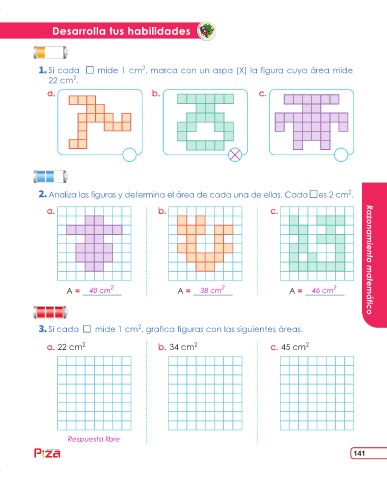 Desarrolla tus habilidades
1. Si cada mide 1 cm², marca con un aspa (X) la figura cuya área mide
22 cm².
a. b. c.
2. Analiza las figuras y determina el área de cada una de ellas. Cada es 2 cm².
a. b. c.
A = 40 cm² A = 38 cm² A = 46 cm²
3. Si cada mide 1 cm², grafica figuras con las siguientes áreas.
a. 22 cm² b. 34 cm² c. 45 cm²
Respuesta libre
Razonamiento matemático
P1ZA
141